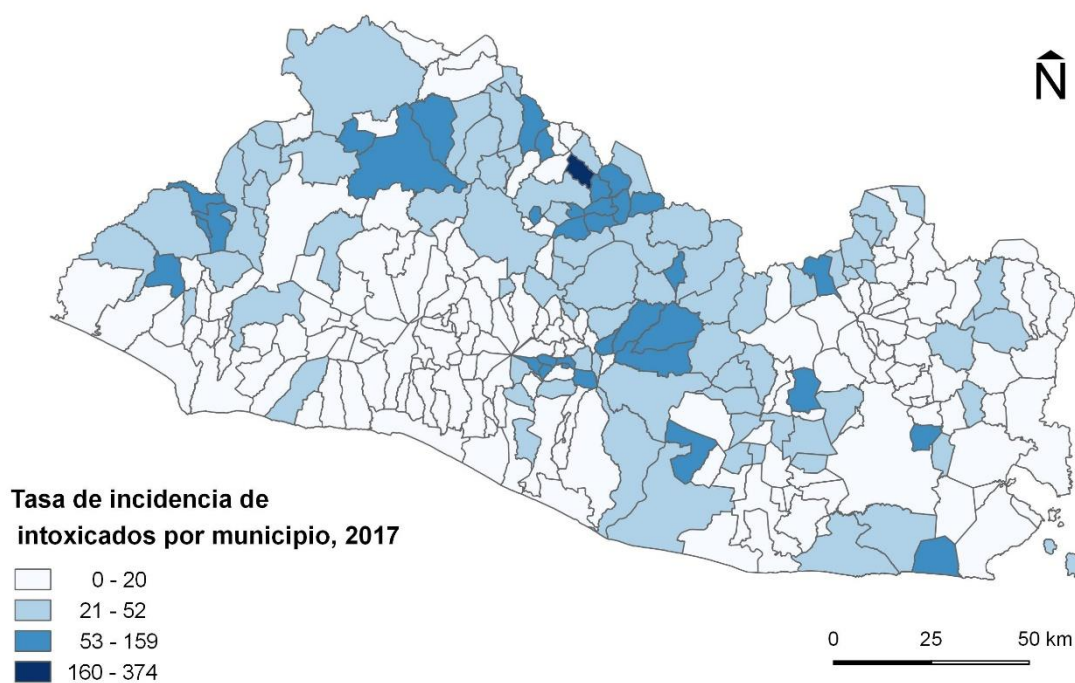 N
Tasa de incidencia de
intoxicados por municipio, 2017
0 - 20
21 - 52
53 - 159
160 - 374
0 25 50 km